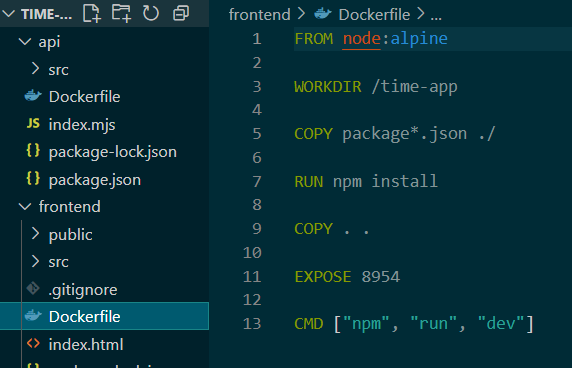 TIME-...
api
src
Dockerfile
JS index.mjs
{} package-lock.json
{} package.json
frontend
public
src
.gitignore
Dockerfile
<> index.html
frontend > Dockerfile > ...
1 FROM node:alpine
2
3 WORKDIR /time-app
4
5 COPY package*.json ./
6
7 RUN npm install
8
9 COPY . .
10
11 EXPOSE 8954
12
13 CMD ["npm", "run", "dev"]